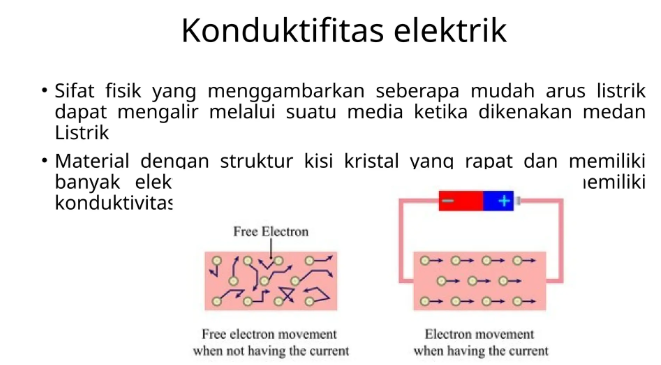 Konduktifitas elektrik
• Sifat fisik yang menggambarkan seberapa mudah arus listrik
dapat mengalir melalui suatu media ketika dikenakan medan
Listrik
• Material dengan struktur kisi kristal yang rapat dan memiliki
banyak
konduktivitas
Free Electron
− +
Free electron movement
when not having the current
Electron movement
when having the current